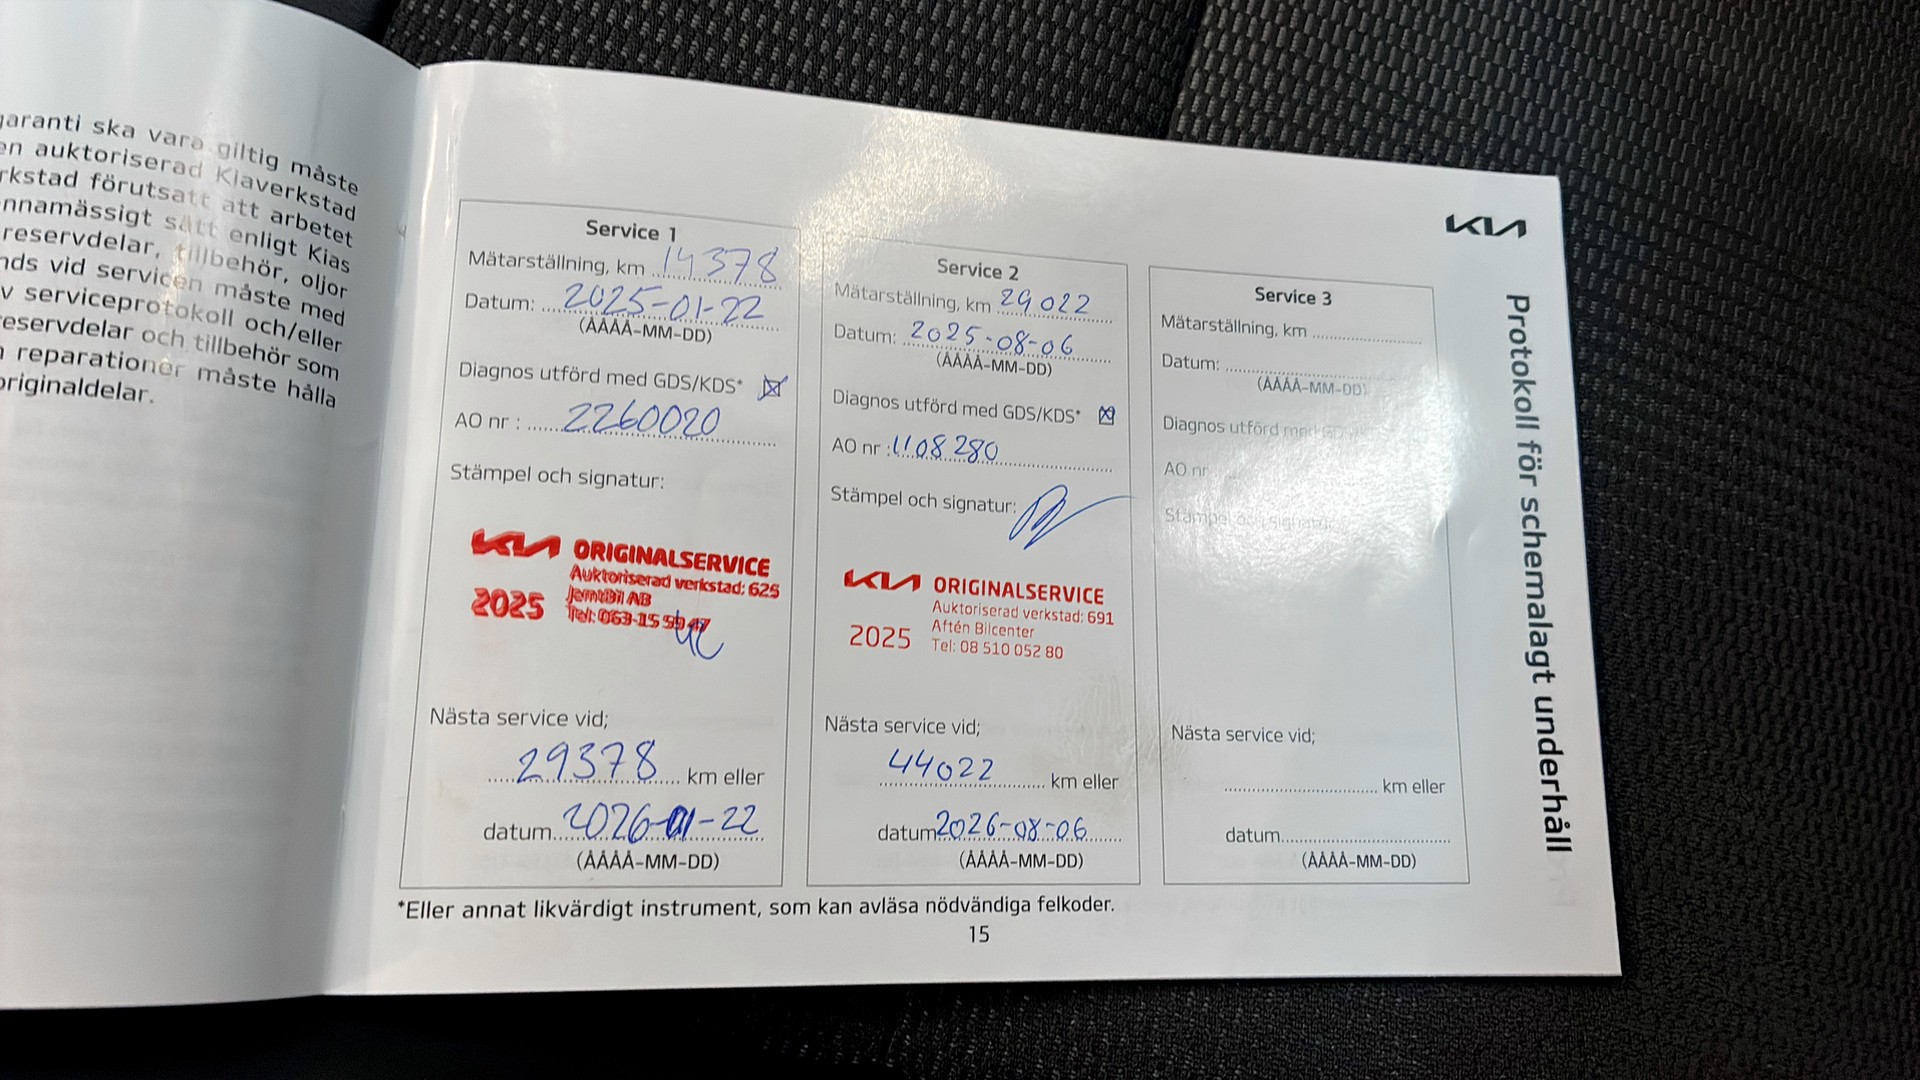 garanti ska vara giltig måste
en auktoriserad Kiaverkstad
rkstad förutsatt att arbetet
nnamässigt sätt enligt Kias
reservdelar, tillbehör, oljor
nds vid servicen måste med
v serviceprotokoll och/eller
reservdelar och tillbehör som
reparationer måste hålla
originaldelar.
KIA
Protokoll för schemalagt underhåll
Service 1
Mätarställning, km 14378
Datum: 2025-01-22
(ÅÅÅÅ-MM-DD)
Diagnos utförd med GDS/KDS*
AO nr : 2260020
Stämpel och signatur:
KIA ORIGINALSERVICE
Auktoriserad verkstad: 625
2025 JemtBil AB
Tel: 063-15 59 47
Nästa service vid;
29378 km eller
datum 2026-01-22
(ÅÅÅÅ-MM-DD)
Service 2
Mätarställning, km 29022
Datum: 2025-08-06
(ÅÅÅÅ-MM-DD)
Diagnos utförd med GDS/KDS*
AO nr : 1108280
Stämpel och signatur:
KIA ORIGINALSERVICE
Auktoriserad verkstad: 691
2025 Aftén Bilcenter
Tel: 08 510 052 80
Nästa service vid;
44022 km eller
datum 2026-08-06
(ÅÅÅÅ-MM-DD)
Service 3
Mätarställning, km
Datum:
(ÅÅÅÅ-MM-DD)
Diagnos utförd med GDS/KDS*
AO nr
Stämpel och signatur
Nästa service vid;
km eller
datum
(ÅÅÅÅ-MM-DD)
*Eller annat likvärdigt instrument, som kan avläsa nödvändiga felkoder.
15